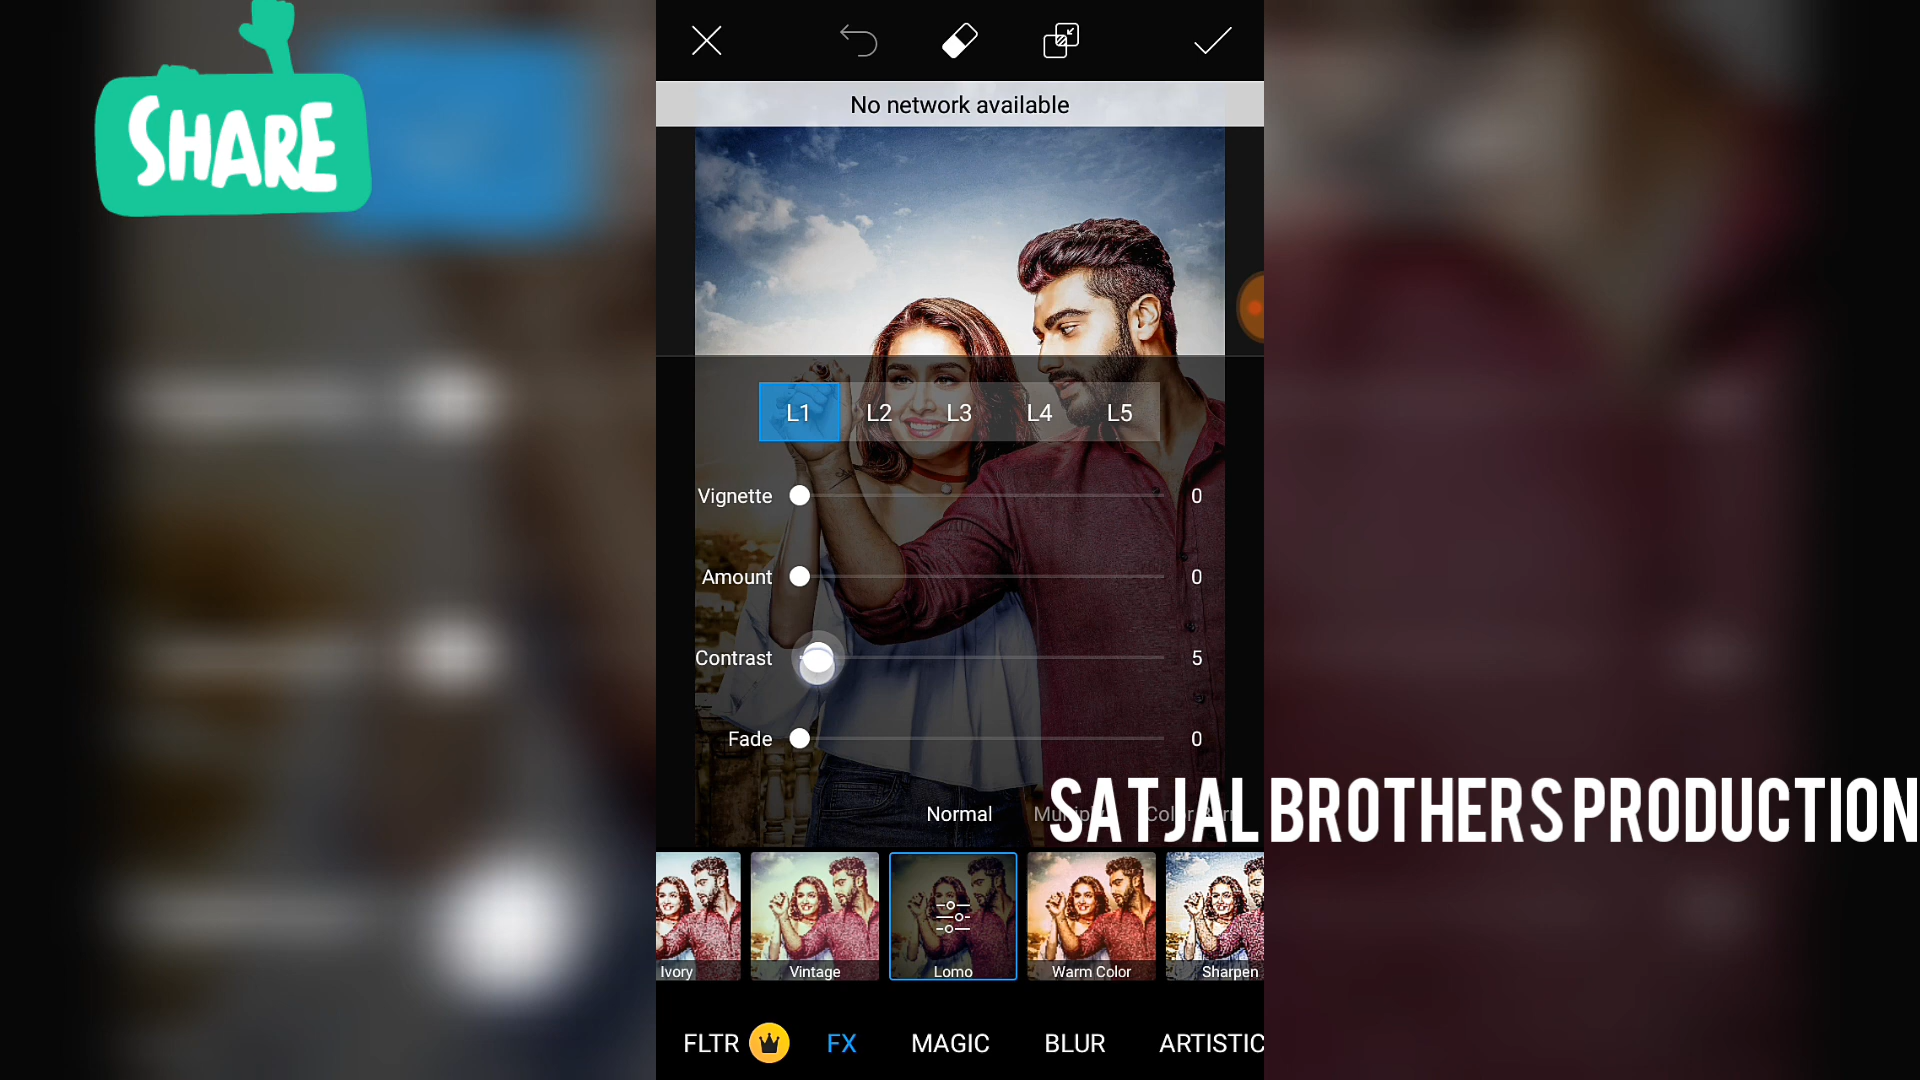 SHARE
No network available
L1 L2 L3 L4 L5
Vignette 0
Amount 0
Contrast 5
Fade 0
Normal
SATJAL BROTHERS PRODUCTION
Ivory Vintage Lomo Warm Color Sharpen
FLTR FX MAGIC BLUR ARTISTIC